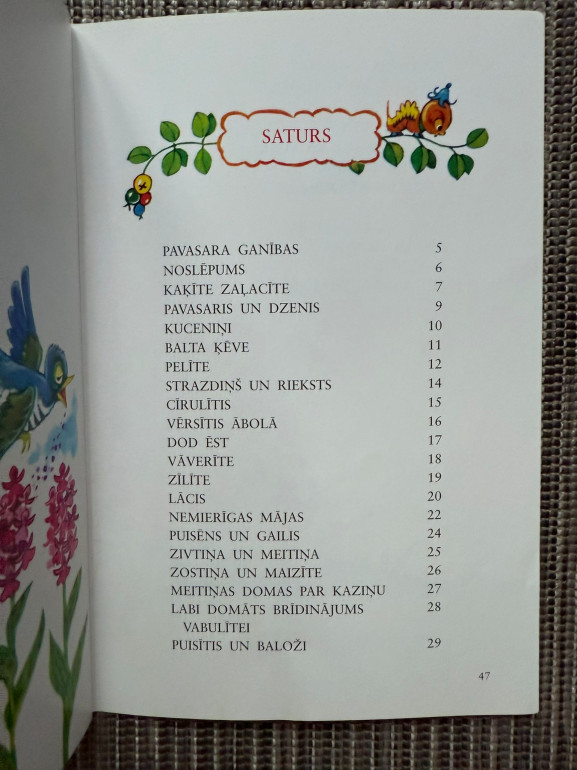 SATURS
PAVASARA GANĪBAS 5
NOSLĒPUMS 6
KAĶĪTE ZAĻACĪTE 7
PAVASARIS UN DZENIS 9
KUCENIŅI 10
BALTA ĶĒVE 11
PELĪTE 12
STRAZDIŅŠ UN RIEKSTS 14
CĪRULĪTIS 15
VĒRSĪTIS ĀBOLĀ 16
DOD ĒST 17
VĀVERĪTE 18
ZĪLĪTE 19
LĀCIS 20
NEMIERĪGAS MĀJAS 22
PUISĒNS UN GAILIS 24
ZIVTIŅA UN MEITIŅA 25
ZOSTIŅA UN MAIZĪTE 26
MEITIŅAS DOMAS PAR KAZIŅU 27
LABI DOMĀTS BRĪDINĀJUMS 28
VABULĪTEI
PUISĪTIS UN BALOŽI 29
47